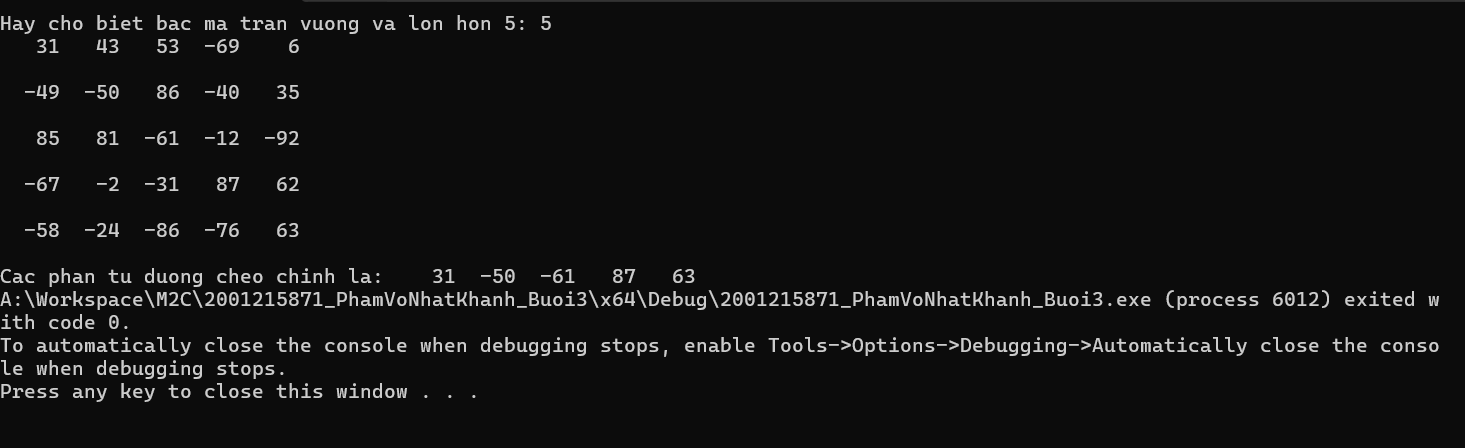 Hay cho biet bac ma tran vuong va lon hon 5: 5
31 43 53 -69 6
-49 -50 86 -40 35
85 81 -61 -12 -92
-67 -2 -31 87 62
-58 -24 -86 -76 63
Cac phan tu duong cheo chinh la: 31 -50 -61 87 63
A:\Workspace\M2C\2001215871_PhamVoNhatKhanh_Buoi3\x64\Debug\2001215871_PhamVoNhatKhanh_Buoi3.exe (process 6012) exited w
ith code 0.
To automatically close the console when debugging stops, enable Tools->Options->Debugging->Automatically close the conso
le when debugging stops.
Press any key to close this window . . .